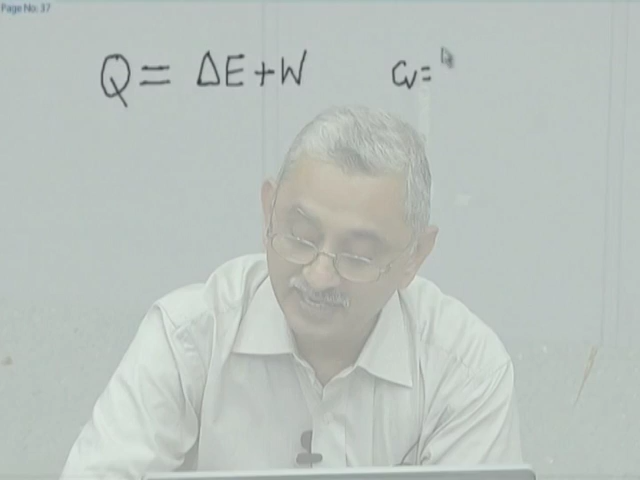 Page No: 37
Q = ΔE + W Cv =